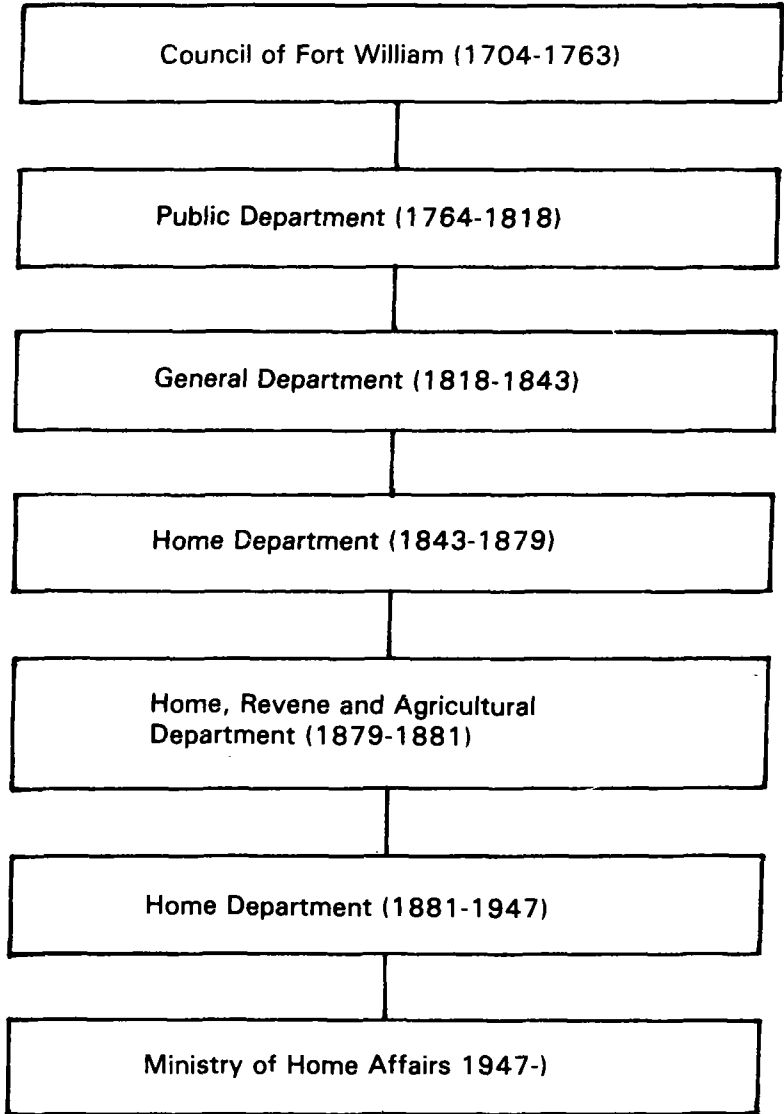 Council of Fort William (1704-1763)
Public Department (1764-1818)
General Department (1818-1843)
Home Department (1843-1879)
Home, Revene and Agricultural
Department (1879-1881)
Home Department (1881-1947)
Ministry of Home Affairs 1947-)